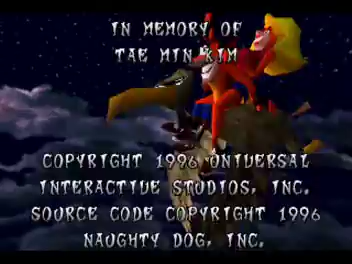 IN MEMORY OF
TAE MIN KIM
COPYRIGHT 1996 UNIVERSAL
INTERACTIVE STUDIOS, INC.
SOURCE CODE COPYRIGHT 1996
NAUGHTY DOG, INC.